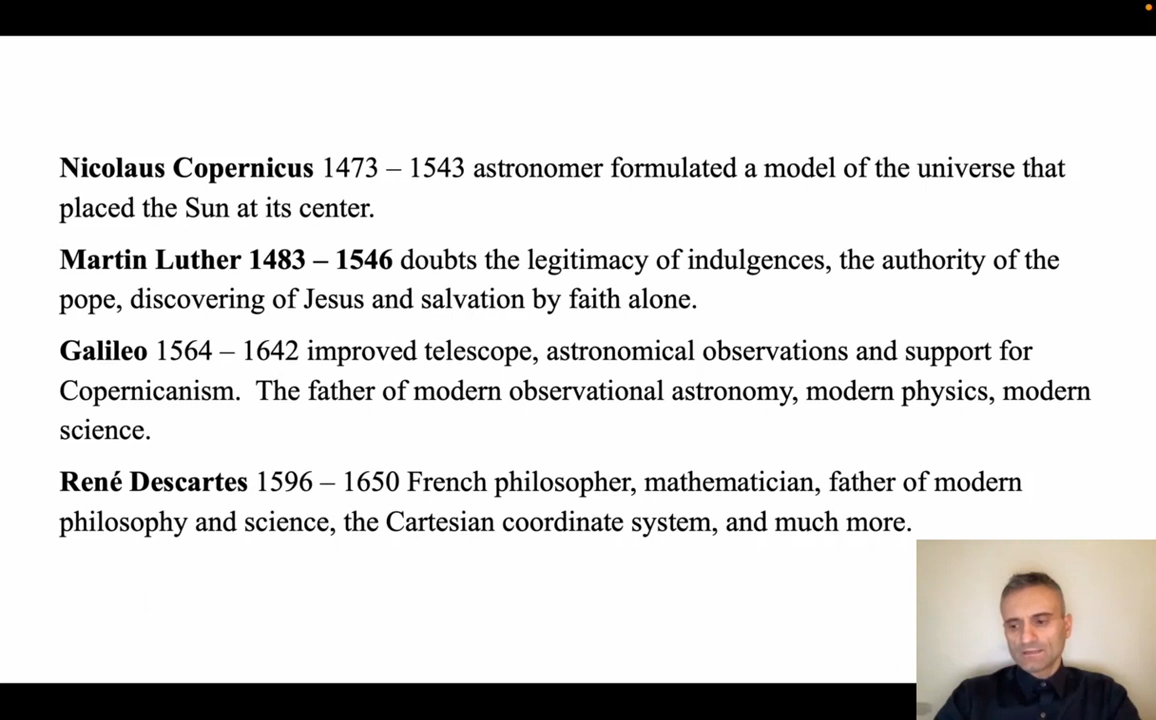 Nicolaus Copernicus 1473 – 1543 astronomer formulated a model of the universe that
placed the Sun at its center.
Martin Luther 1483 – 1546 doubts the legitimacy of indulgences, the authority of the
pope, discovering of Jesus and salvation by faith alone.
Galileo 1564 – 1642 improved telescope, astronomical observations and support for
Copernicanism.  The father of modern observational astronomy, modern physics, modern
science.
René Descartes 1596 – 1650 French philosopher, mathematician, father of modern
philosophy and science, the Cartesian coordinate system, and much more.